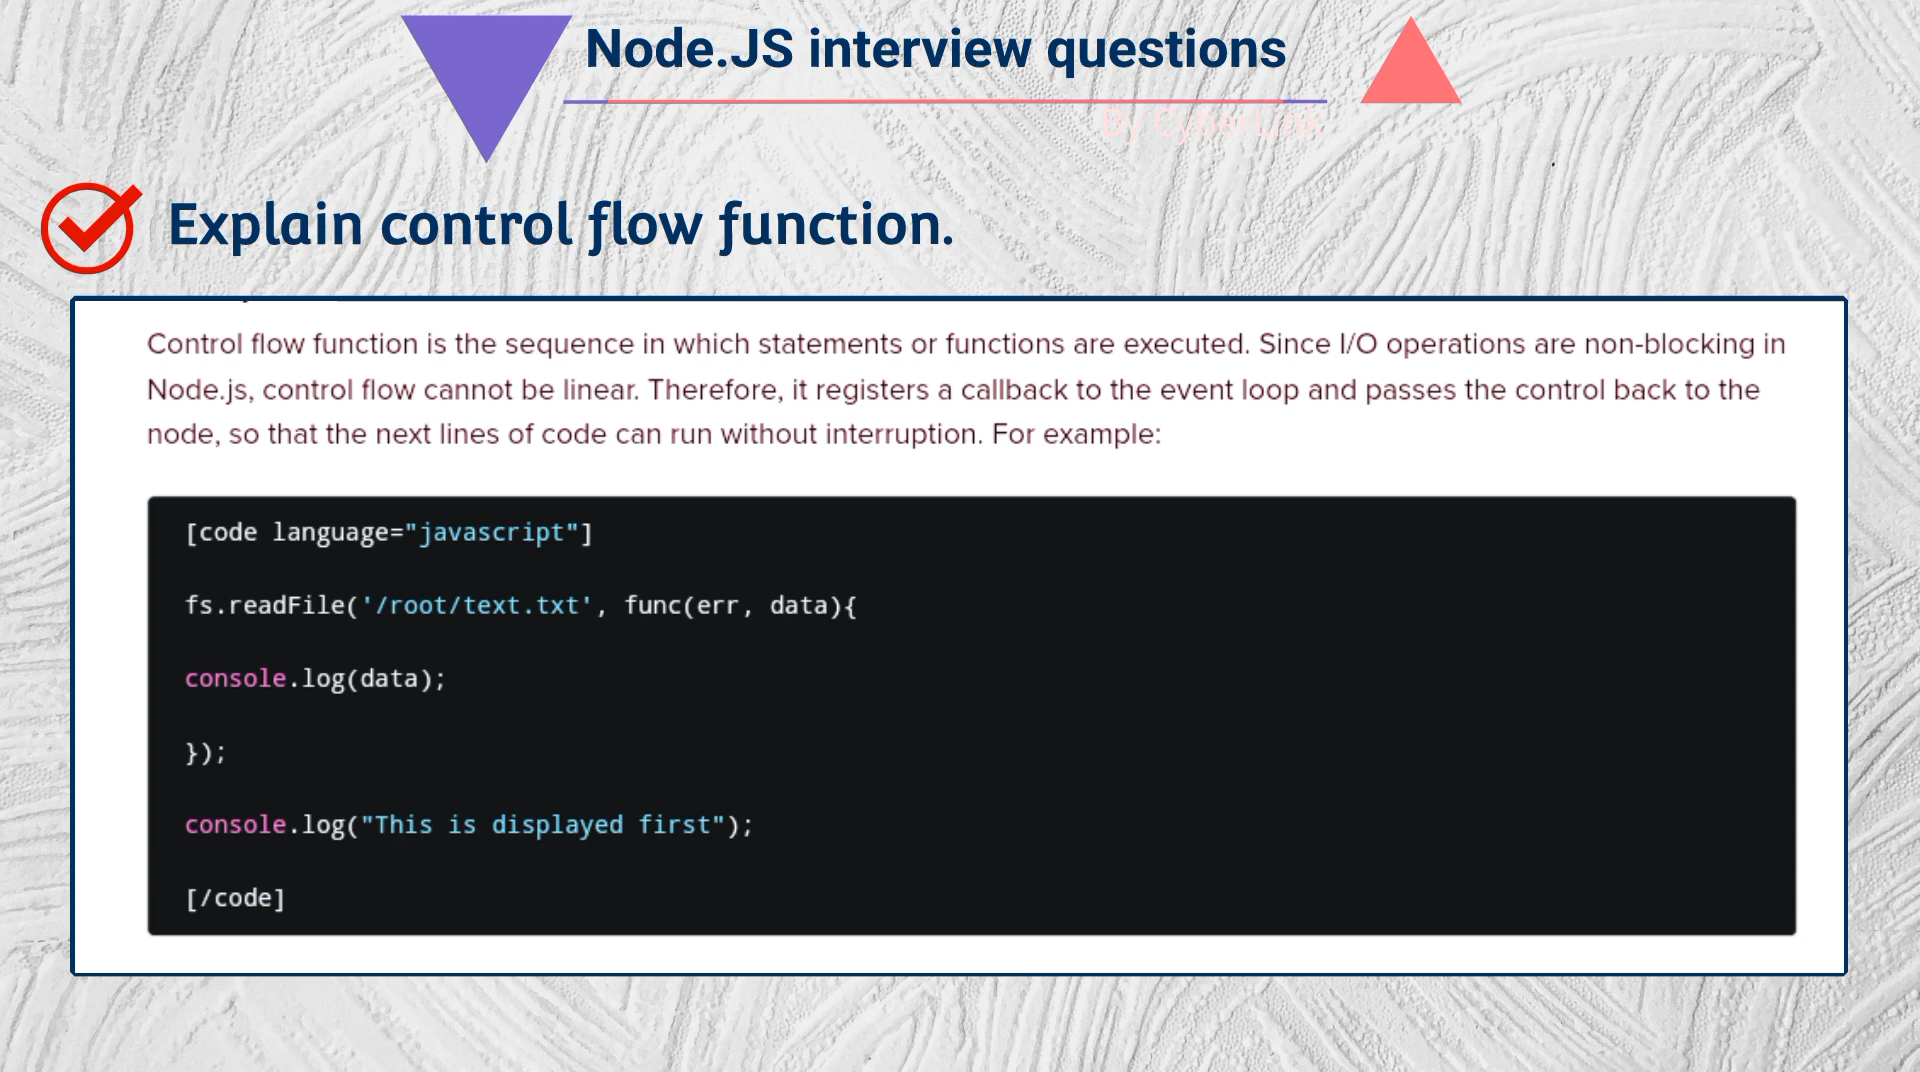 Node.JS interview questions
By CyberLink
Explain control flow function.
Control flow function is the sequence in which statements or functions are executed. Since I/O operations are non-blocking in
Node.js, control flow cannot be linear. Therefore, it registers a callback to the event loop and passes the control back to the
node, so that the next lines of code can run without interruption. For example:
[code language="javascript"]
fs.readFile('/root/text.txt', func(err, data){
console.log(data);
});
console.log("This is displayed first");
[/code]